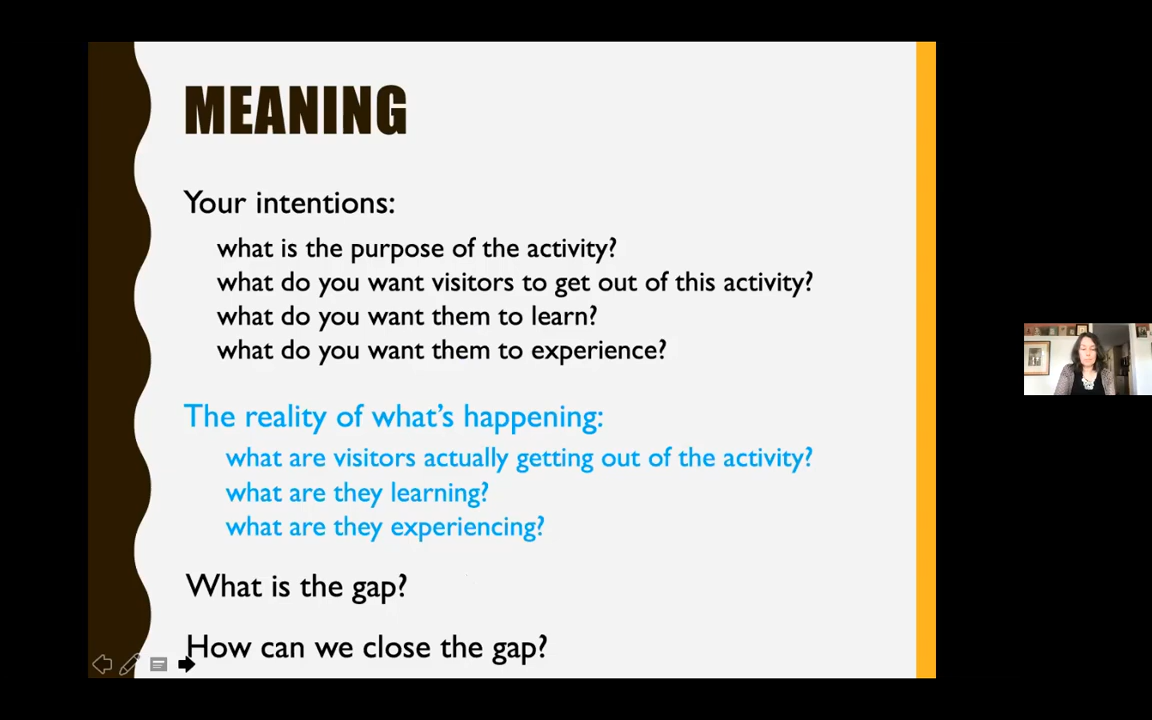 MEANING
Your intentions:
what is the purpose of the activity?
what do you want visitors to get out of this activity?
what do you want them to learn?
what do you want them to experience?
The reality of what's happening:
what are visitors actually getting out of the activity?
what are they learning?
what are they experiencing?
What is the gap?
How can we close the gap?